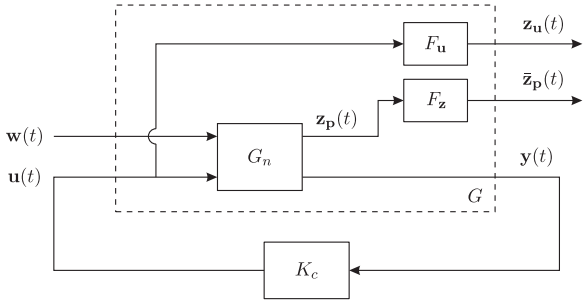 z_u(t)
F_u
z̄_p(t)
F_z
z_p(t)
w(t)
G_n
y(t)
u(t)
G
K_c